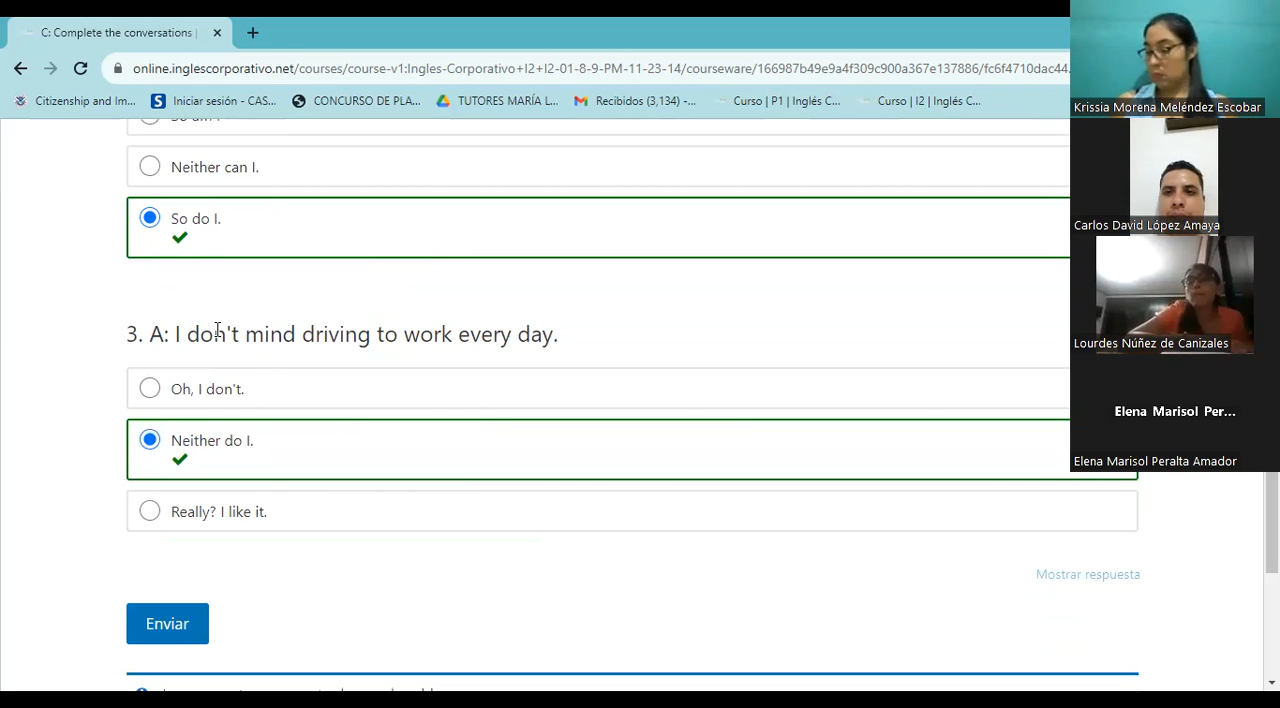 C: Complete the conversations |
online.inglescorporativo.net/courses/course-v1:Ingles-Corporativo+I2+I2-01-8-9-PM-11-23-14/courseware/166987b49e9a4f309c900a367e137886/fc6f4710dac44.
Citizenship and Im... Iniciar sesión - CAS... CONCURSO DE PLA... TUTORES MARÍA L... Recibidos (3,134) -... Curso | P1 | Inglés C... Curso | I2 | Inglés C...
Krissia Morena Meléndez Escobar
Neither can I.
So do I.
Carlos David López Amaya
3. A: I don't mind driving to work every day.
Lourdes Núñez de Canizales
Oh, I don't.
Elena Marisol Per...
Neither do I.
Elena Marisol Peralta Amador
Really? I like it.
Mostrar respuesta
Enviar